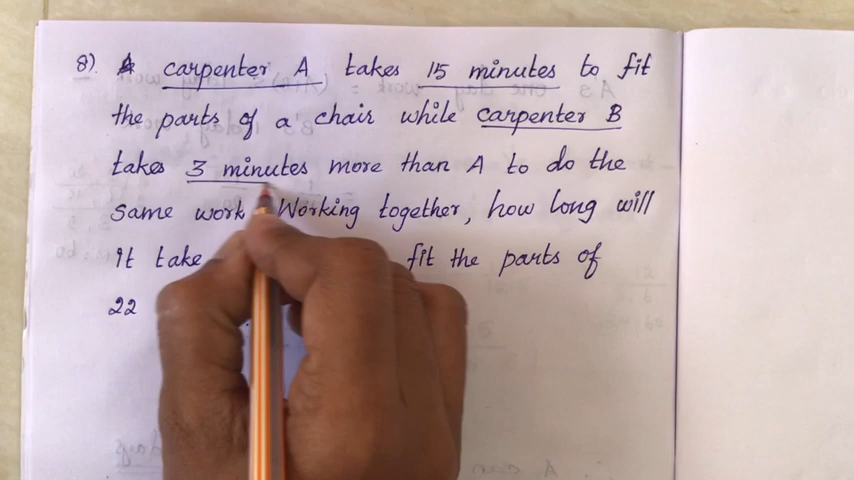 8). A carpenter A takes 15 minutes to fit
the parts of a chair while carpenter B
takes 3 minutes more than A to do the
same work. Working together, how long will
it take fit the parts of
22